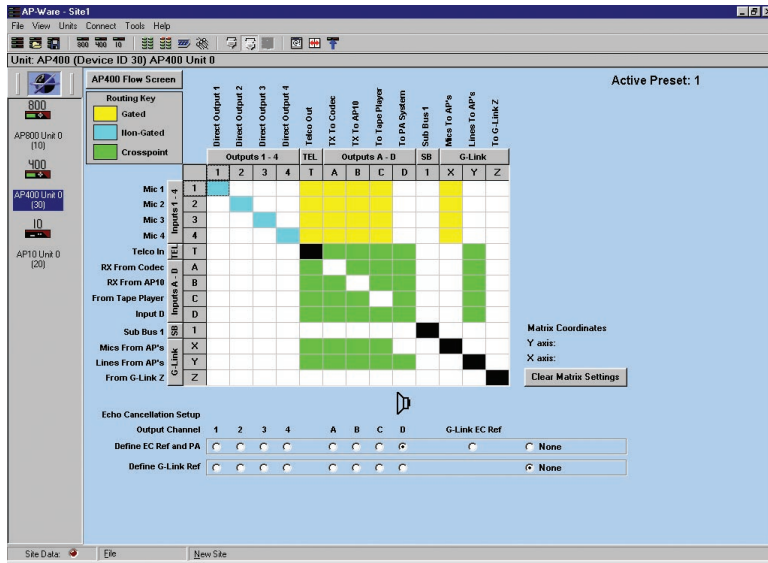 AP-Ware - Site1
File View Units Connect Tools Help
800 400 10
Unit: AP400 (Device ID 30) AP400 Unit 0
800
AP800 Unit 0
(10)
400
AP400 Unit 0
(30)
10
AP10 Unit 0
(20)
AP400 Flow Screen
Routing Key
Gated
Non-Gated
Crosspoint
Active Preset: 1
Direct Output 1
Direct Output 2
Direct Output 3
Direct Output 4
Telco Out
TX To Codec
TX To AP10
To Tape Player
To PA System
Sub Bus 1
Mics To AP's
Lines To AP's
To G-Link Z
Outputs 1 - 4 TEL Outputs A - D SB G-Link
1 2 3 4 T A B C D 1 X Y Z
Inputs 1 - 4
Mic 1 1
Mic 2 2
Mic 3 3
Mic 4 4
Telco In TEL T
Inputs A - D
RX From Codec A
RX From AP10 B
From Tape Player C
Input D D
Sub Bus 1 SB 1
G-Link
Mics From AP's X
Lines From AP's Y
From G-Link Z Z
Matrix Coordinates
Y axis:
X axis:
Clear Matrix Settings
Echo Cancellation Setup
Output Channel 1 2 3 4 A B C D G-Link EC Ref
Define EC Ref and PA None
Define G-Link Ref None
Site Data: File New Site